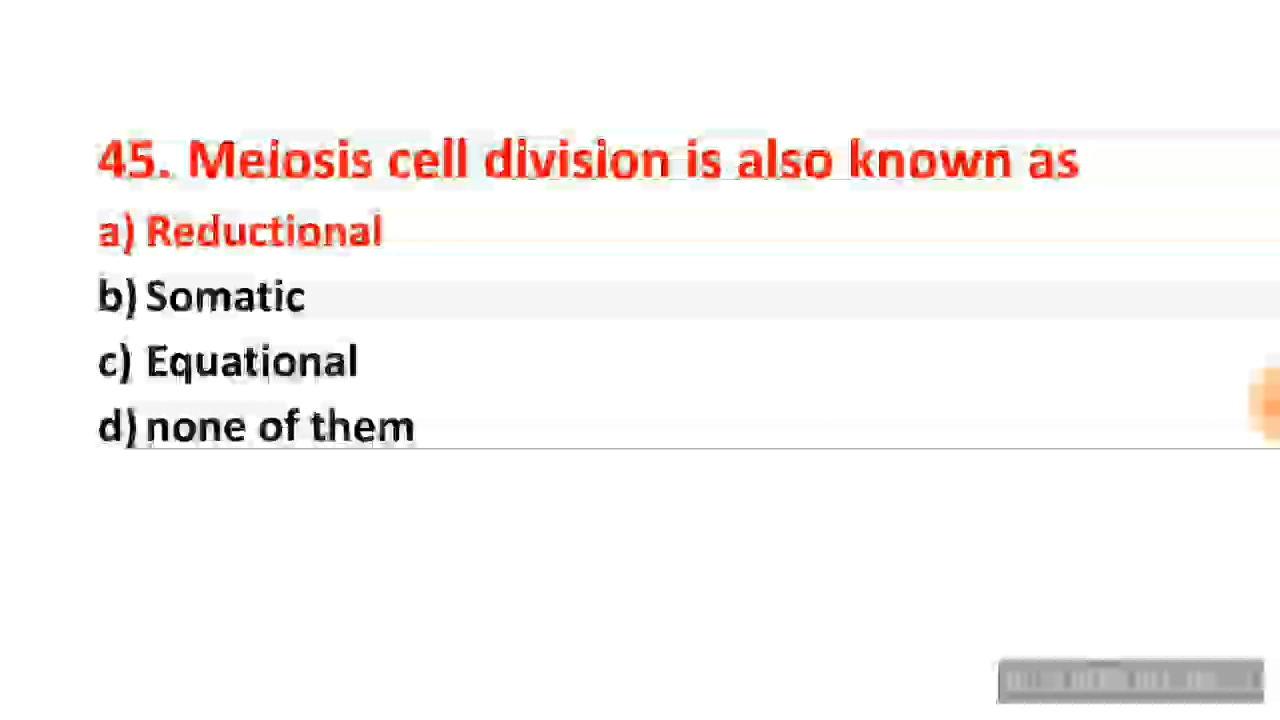 45. Meiosis cell division is also known as
a) Reductional
b) Somatic
c) Equational
d) none of them